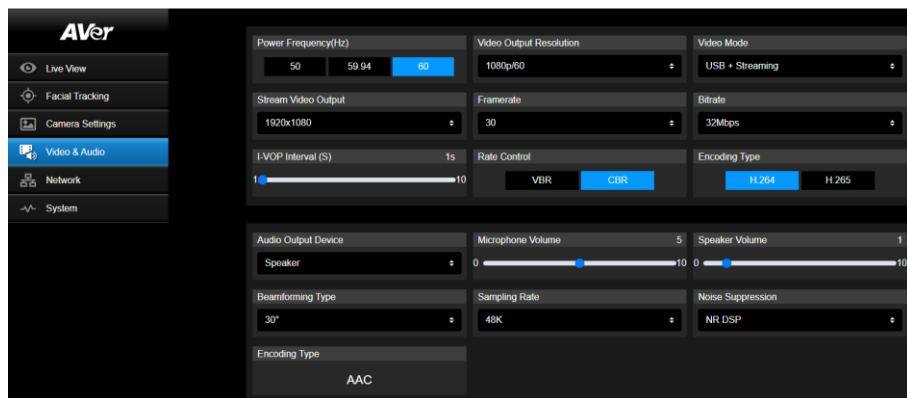 AVer
Live View
Facial Tracking
Camera Settings
Video & Audio
Network
System
Power Frequency(Hz)
50 59.94 60
Video Output Resolution
1080p/60
Video Mode
USB + Streaming
Stream Video Output
1920x1080
Framerate
30
Bitrate
32Mbps
I-VOP Interval (S) 1s
1 10
Rate Control
VBR CBR
Encoding Type
H.264 H.265
Audio Output Device
Speaker
Microphone Volume 5
0 10
Speaker Volume 1
0 10
Beamforming Type
30°
Sampling Rate
48K
Noise Suppression
NR DSP
Encoding Type
AAC